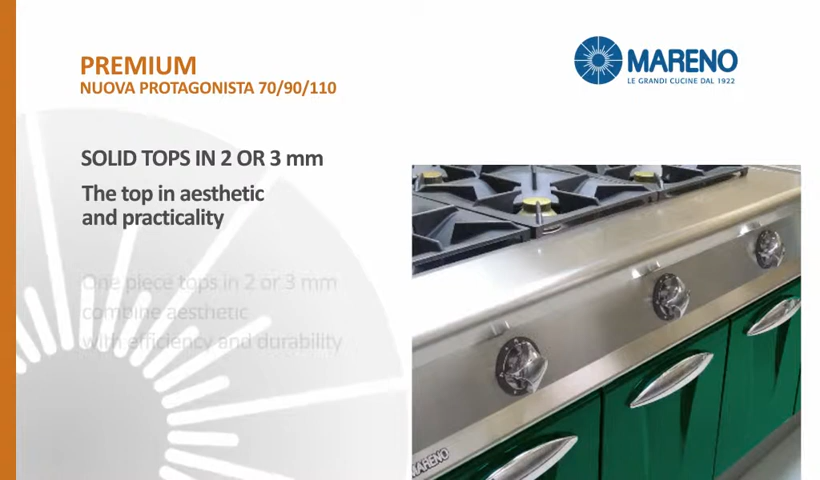 PREMIUM
NUOVA PROTAGONISTA 70/90/110
MARENO
LE GRANDI CUCINE DAL 1922
SOLID TOPS IN 2 OR 3 mm
The top in aesthetic
and practicality
One piece tops in 2 or 3 mm
combine aesthetic
with efficiency and durability
MARENO